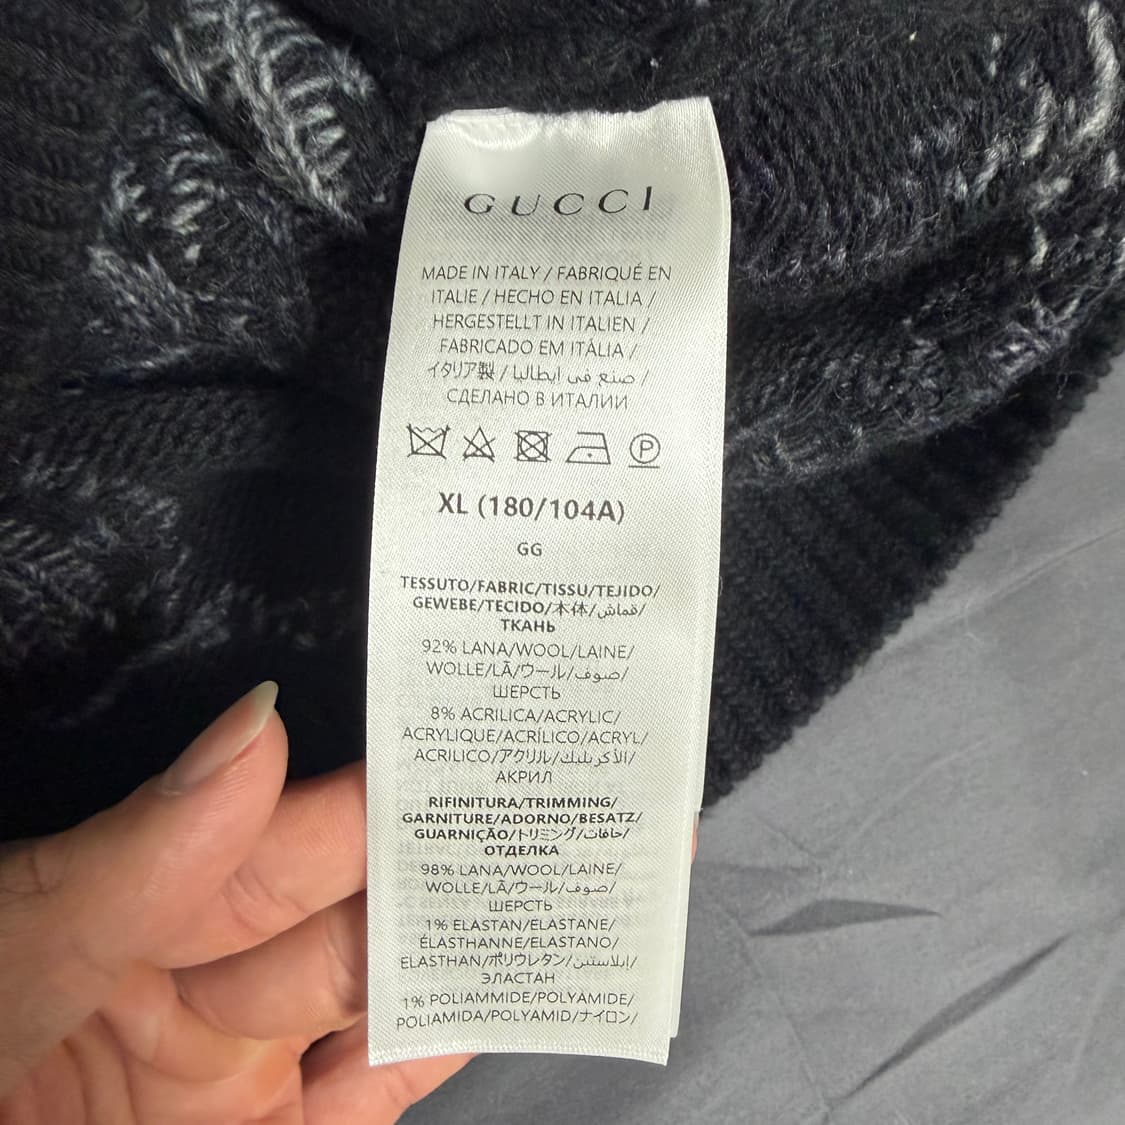 GUCCI
MADE IN ITALY / FABRIQUÉ EN
ITALIE / HECHO EN ITALIA /
HERGESTELLT IN ITALIEN /
FABRICADO EM ITÁLIA /
イタリア製 / صنع في إيطاليا /
СДЕЛАНО В ИТАЛИИ
P
XL (180/104A)
GG
TESSUTO/FABRIC/TISSU/TEJIDO/
GEWEBE/TECIDO/本体/قماش/
ТКАНЬ
92% LANA/WOOL/LAINE/
WOLLE/LÃ/ウール/صوف/
ШЕРСТЬ
8% ACRILICA/ACRYLIC/
ACRYLIQUE/ACRÍLICO/ACRYL/
ACRILICO/アクリル/الأكريليك/
АКРИЛ
RIFINITURA/TRIMMING/
GARNITURE/ADORNO/BESATZ/
GUARNIÇÃO/トリミング/حافات/
ОТДЕЛКА
98% LANA/WOOL/LAINE/
WOLLE/LÃ/ウール/صوف/
ШЕРСТЬ
1% ELASTAN/ELASTANE/
ÉLASTHANNE/ELASTANO/
ELASTHAN/ポリウレタン/إيلاستين/
ЭЛАСТАН
1% POLIAMMIDE/POLYAMIDE/
POLIAMIDA/POLYAMID/ナイロン/